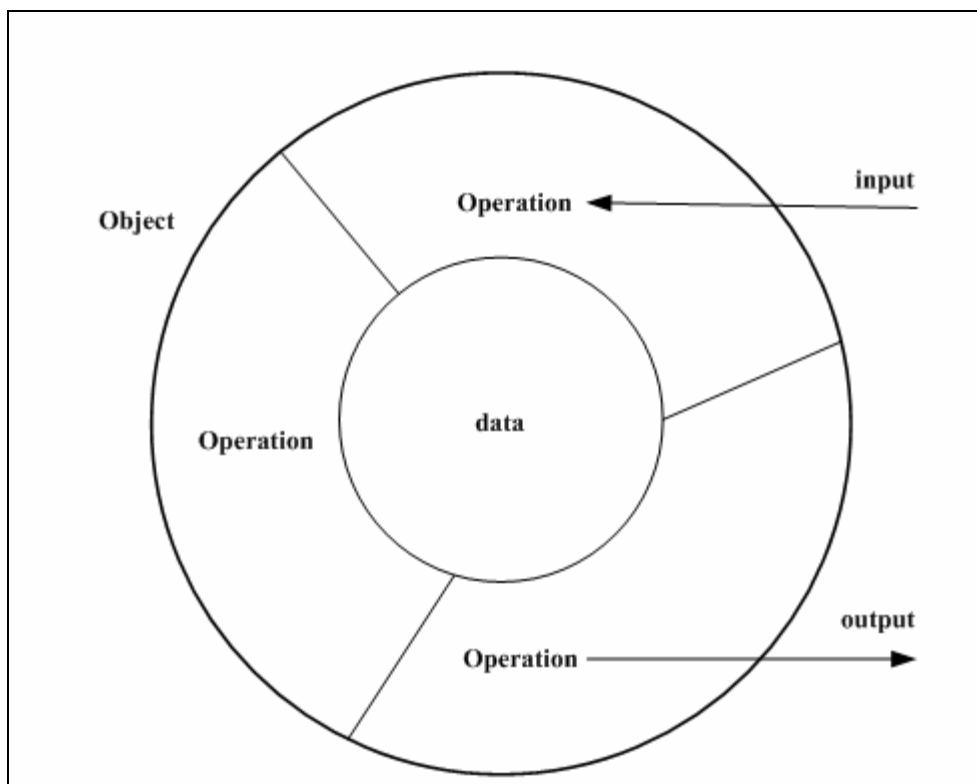 input
Operation
Object
data
Operation
output
Operation